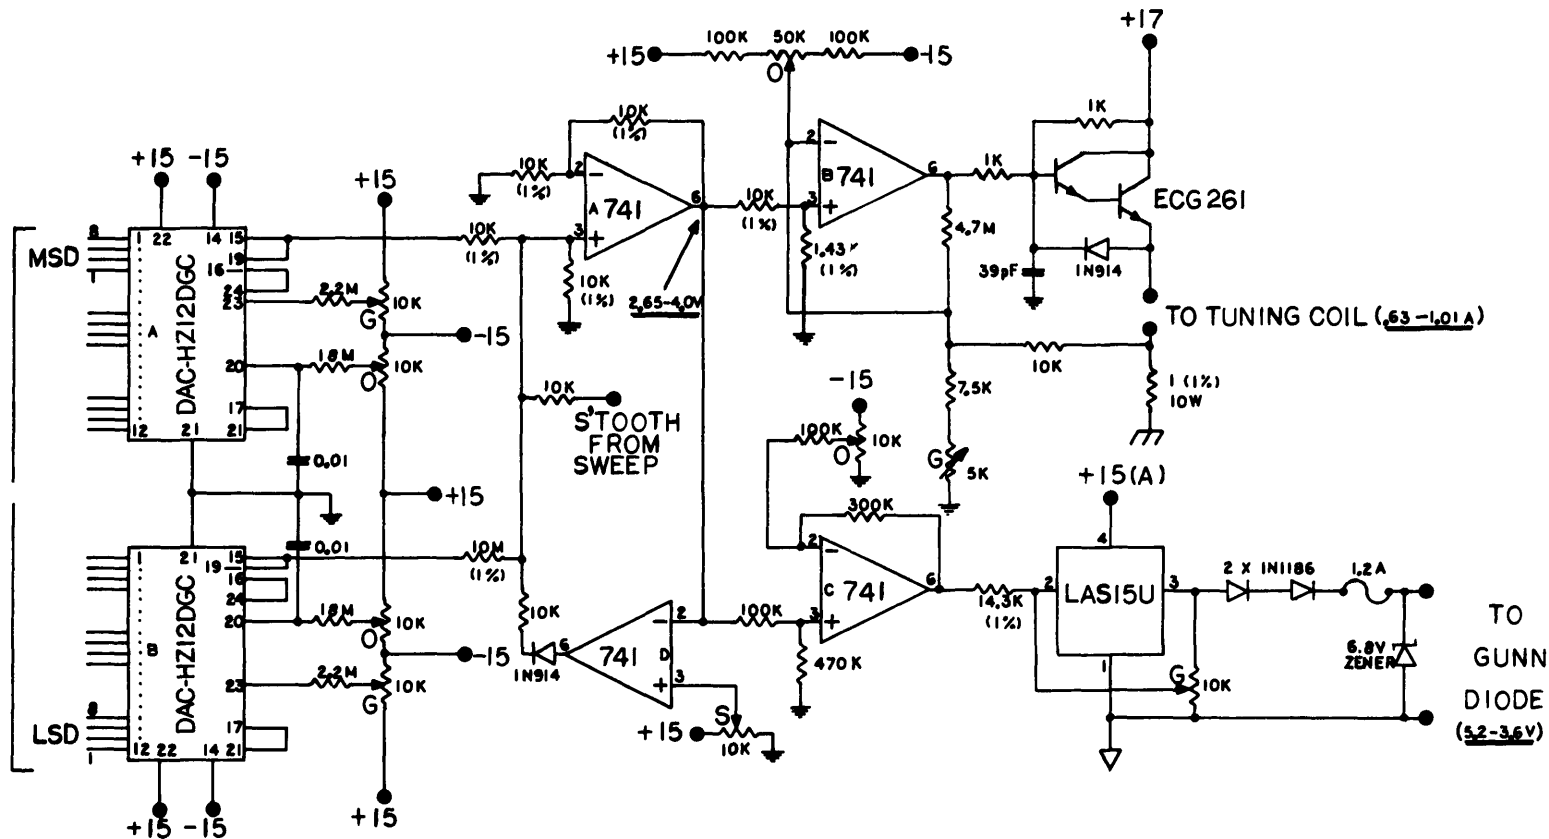 +17
+15
100K
50K
100K
-15
O
1K
10K
(1%)
+15 -15
+15
10K
(1%)
2
-
A 741
6
3
+
2
-
B 741
6
3
+
1K
ECG 261
10K
(1%)
10K
(1%)
10K
(1%)
1.43K
(1%)
4.7M
39pF
1N914
MSD
8
1
1
22
14
15
19
16
24
23
20
17
21
12
21
A
DAC-HZ12DGC
2.2M
10K
G
-15
18M
10K
O
2.65-4.0V
TO TUNING COIL (.63-1.01A)
10K
1 (1%)
10W
10K
S'TOOTH
FROM
SWEEP
-15
100K
10K
O
7.5K
G
5K
0.01
+15
0.01
300K
+15(A)
1
21
15
19
16
24
20
23
17
21
12
22
14
B
DAC-HZ12DGC
10M
(1%)
10K
18M
10K
O
-15
2.2M
10K
G
+15
LSD
8
1
+15 -15
1N914
6
741
D
2
-
3
+
+15
S
10K
100K
470K
2
-
C 741
6
3
+
14.3K
(1%)
4
2
LAS15U
3
1
2 X 1N1186
1.2A
G
10K
6.8V
ZENER
TO
GUNN
DIODE
(5.2-3.6V)